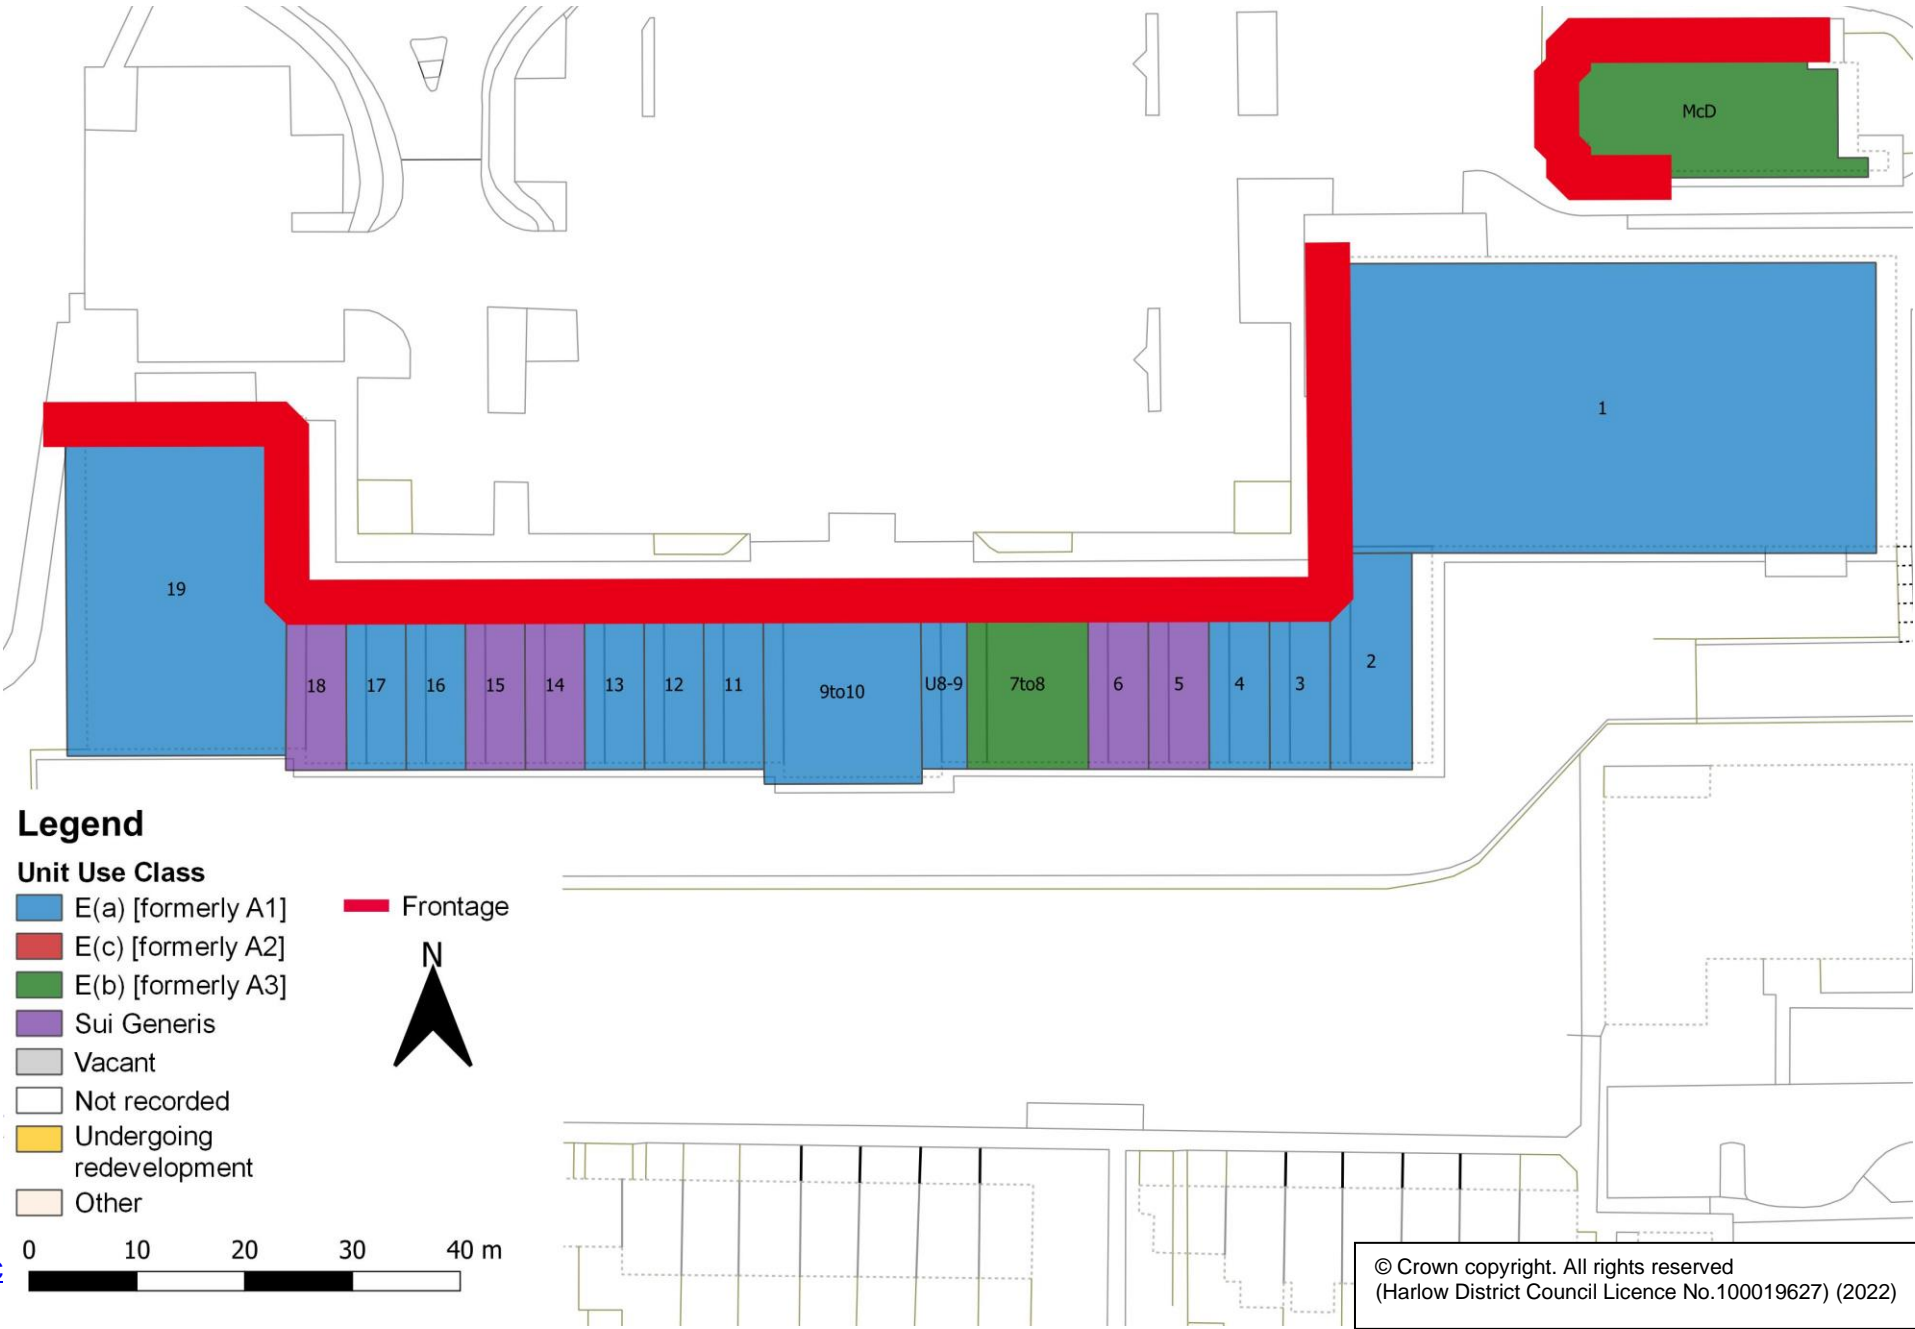 McD
1
19
2
18
17
16
15
14
13
12
11
9to10
U8-9
7to8
6
5
4
3
Legend
Unit Use Class
E(a) [formerly A1]
E(c) [formerly A2]
E(b) [formerly A3]
Sui Generis
Vacant
Not recorded
Undergoing
redevelopment
Other
Frontage
N
0 10 20 30 40 m
© Crown copyright. All rights reserved
(Harlow District Council Licence No.100019627) (2022)